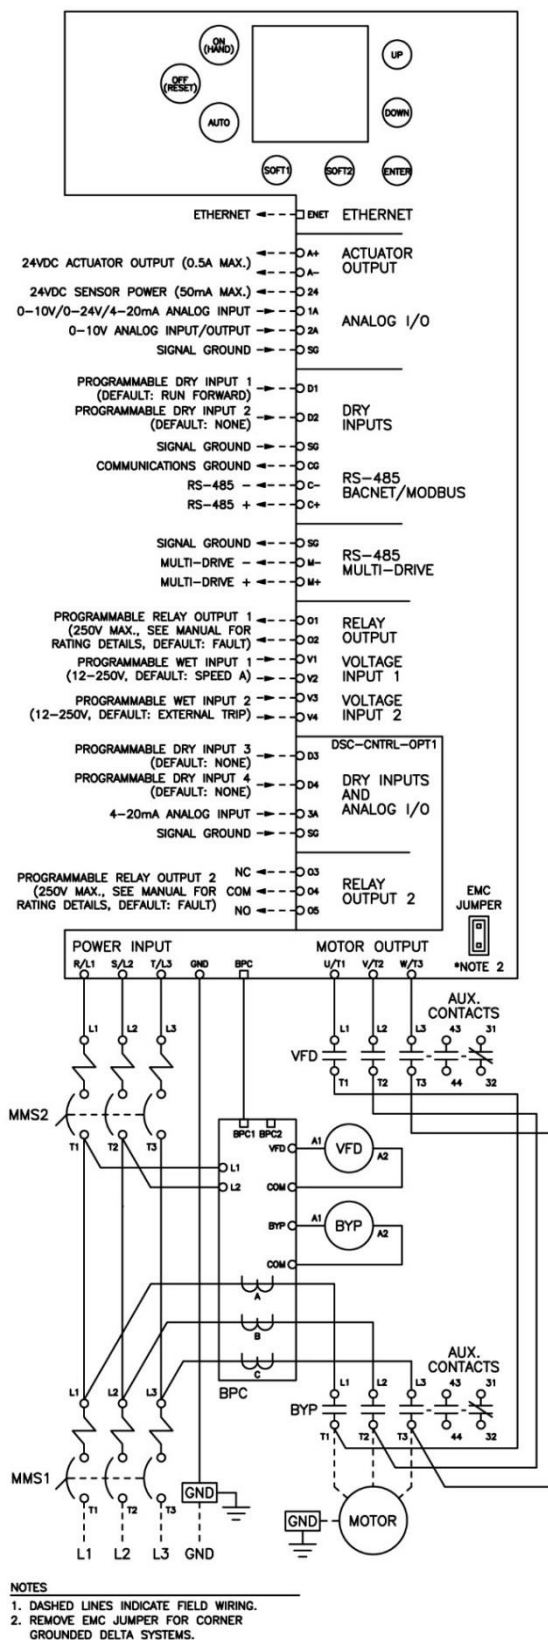 ON
(HAND)
OFF
(RESET)
AUTO
UP
DOWN
SOFT1
SOFT2
ENTER
ETHERNET
ENET
ETHERNET
24VDC ACTUATOR OUTPUT (0.5A MAX.)
A+
A-
ACTUATOR
OUTPUT
24VDC SENSOR POWER (50mA MAX.)
24
0-10V/0-24V/4-20mA ANALOG INPUT
1A
0-10V ANALOG INPUT/OUTPUT
2A
SIGNAL GROUND
SG
ANALOG I/O
PROGRAMMABLE DRY INPUT 1
(DEFAULT: RUN FORWARD)
D1
PROGRAMMABLE DRY INPUT 2
(DEFAULT: NONE)
D2
DRY
INPUTS
SIGNAL GROUND
SG
COMMUNICATIONS GROUND
CG
RS-485 -
C-
RS-485 +
C+
RS-485
BACNET/MODBUS
SIGNAL GROUND
SG
MULTI-DRIVE -
M-
MULTI-DRIVE +
M+
RS-485
MULTI-DRIVE
PROGRAMMABLE RELAY OUTPUT 1
(250V MAX., SEE MANUAL FOR
RATING DETAILS, DEFAULT: FAULT)
O1
O2
RELAY
OUTPUT
PROGRAMMABLE WET INPUT 1
(12-250V, DEFAULT: SPEED A)
V1
V2
VOLTAGE
INPUT 1
PROGRAMMABLE WET INPUT 2
(12-250V, DEFAULT: EXTERNAL TRIP)
V3
V4
VOLTAGE
INPUT 2
DSC-CNTRL-OPT1
PROGRAMMABLE DRY INPUT 3
(DEFAULT: NONE)
D3
PROGRAMMABLE DRY INPUT 4
(DEFAULT: NONE)
D4
4-20mA ANALOG INPUT
3A
SIGNAL GROUND
SG
DRY INPUTS
AND
ANALOG I/O
PROGRAMMABLE RELAY OUTPUT 2
(250V MAX., SEE MANUAL FOR
RATING DETAILS, DEFAULT: FAULT)
NC
COM
NO
O3
O4
O5
RELAY
OUTPUT 2
EMC
JUMPER
*NOTE 2
POWER INPUT
MOTOR OUTPUT
R/L1 S/L2 T/L3 GND BPC U/T1 V/T2 W/T3
AUX.
CONTACTS
L1 L2 L3
L1 L2 L3 43 31
VFD
T1 T2 T3 44 32
MMS2
T1 T2 T3
BPC1 BPC2
L1
L2
VFD
A1
VFD
A2
COM
BYP
A1
BYP
A2
COM
A
B
C
BPC
AUX.
CONTACTS
L1 L2 L3
L1 L2 L3 43 31
BYP
T1 T2 T3 44 32
MMS1
T1 T2 T3
GND
GND
MOTOR
L1 L2 L3 GND
NOTES
1. DASHED LINES INDICATE FIELD WIRING.
2. REMOVE EMC JUMPER FOR CORNER
GROUNDED DELTA SYSTEMS.